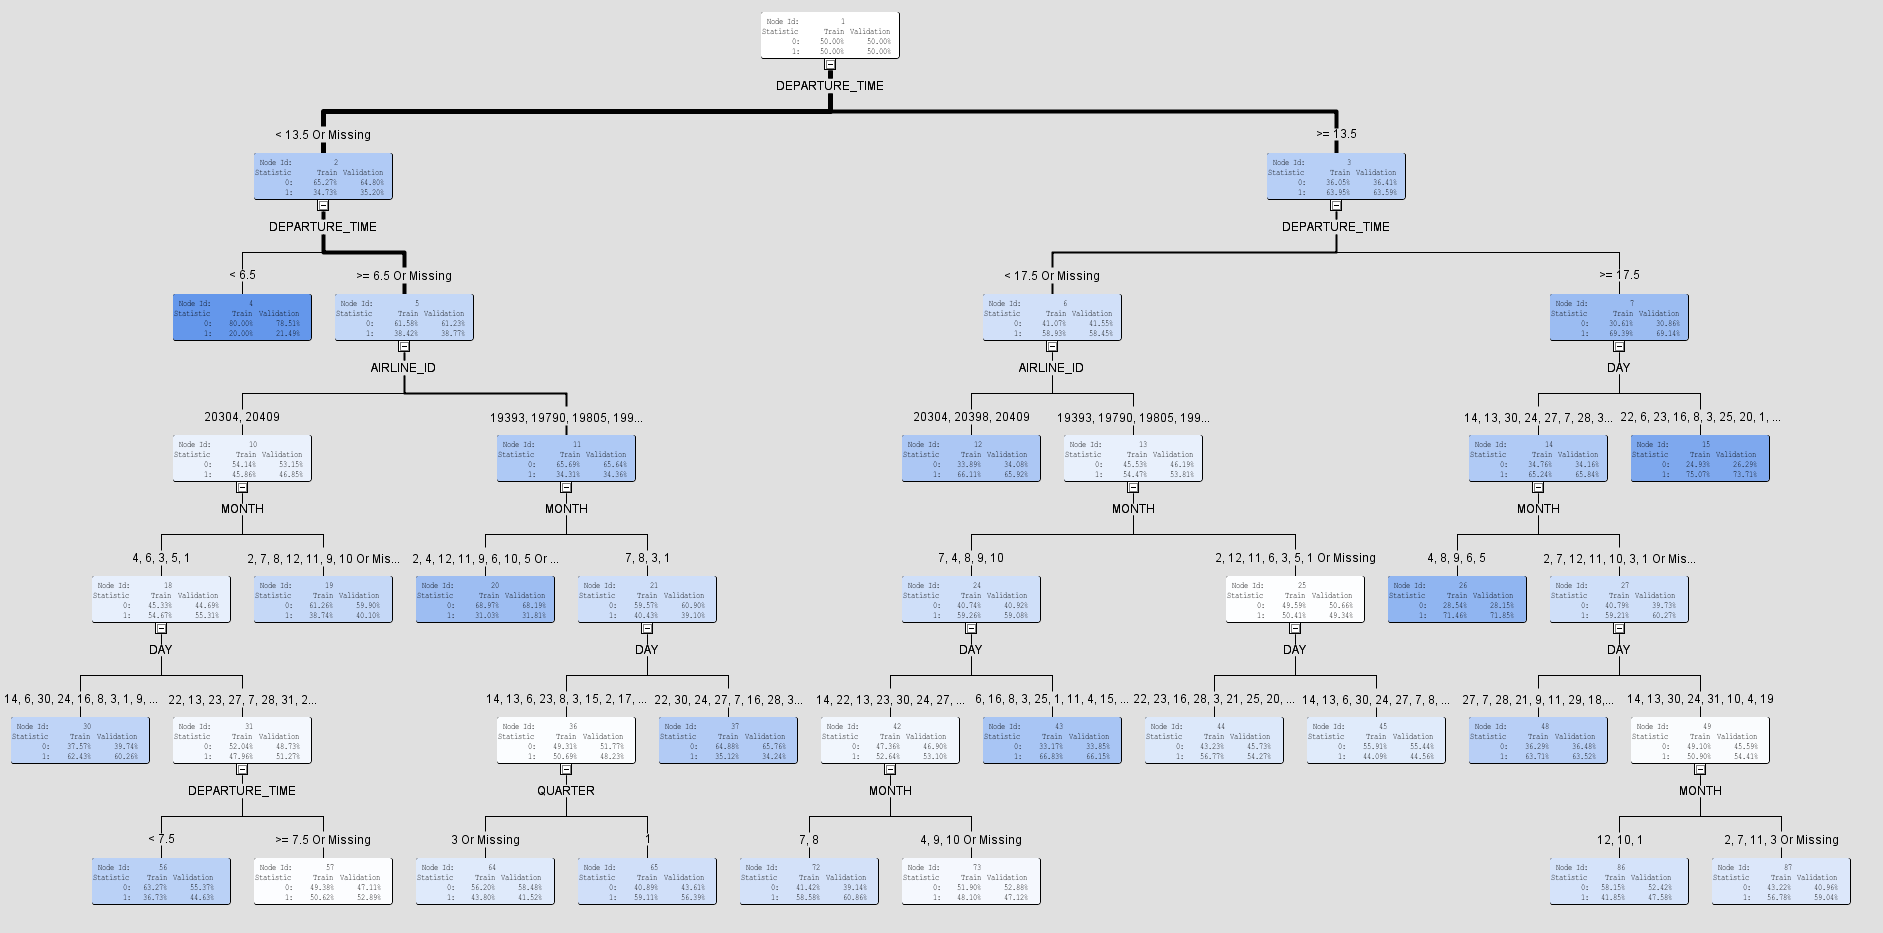 Node Id: 1
Statistic Train Validation
0: 50.00% 50.00%
1: 50.00% 50.00%
DEPARTURE_TIME
< 13.5 Or Missing
>= 13.5
Node Id: 2
Statistic Train Validation
0: 65.27% 64.80%
1: 34.73% 35.20%
Node Id: 3
Statistic Train Validation
0: 36.05% 36.41%
1: 63.95% 63.59%
DEPARTURE_TIME
DEPARTURE_TIME
< 6.5
>= 6.5 Or Missing
< 17.5 Or Missing
>= 17.5
Node Id: 4
Statistic Train Validation
0: 80.00% 78.51%
1: 20.00% 21.49%
Node Id: 5
Statistic Train Validation
0: 61.58% 61.23%
1: 38.42% 38.77%
Node Id: 6
Statistic Train Validation
0: 41.07% 41.55%
1: 58.93% 58.45%
Node Id: 7
Statistic Train Validation
0: 30.61% 30.86%
1: 69.39% 69.14%
AIRLINE_ID
AIRLINE_ID
DAY
20304, 20409
19393, 19790, 19805, 199...
20304, 20398, 20409
19393, 19790, 19805, 199...
14, 13, 30, 24, 27, 7, 28, 3...
22, 6, 23, 16, 8, 3, 25, 20, 1, ...
Node Id: 10
Statistic Train Validation
0: 54.14% 53.15%
1: 45.86% 46.85%
Node Id: 11
Statistic Train Validation
0: 65.69% 65.64%
1: 34.31% 34.36%
Node Id: 12
Statistic Train Validation
0: 33.89% 34.08%
1: 66.11% 65.92%
Node Id: 13
Statistic Train Validation
0: 45.53% 46.19%
1: 54.47% 53.81%
Node Id: 14
Statistic Train Validation
0: 34.76% 34.16%
1: 65.24% 65.84%
Node Id: 15
Statistic Train Validation
0: 24.93% 26.29%
1: 75.07% 73.71%
MONTH
MONTH
MONTH
MONTH
4, 6, 3, 5, 1
2, 7, 8, 12, 11, 9, 10 Or Mis...
2, 4, 12, 11, 9, 6, 10, 5 Or ...
7, 8, 3, 1
7, 4, 8, 9, 10
2, 12, 11, 6, 3, 5, 1 Or Missing
4, 8, 9, 6, 5
2, 7, 12, 11, 10, 3, 1 Or Mis...
Node Id: 18
Statistic Train Validation
0: 45.33% 44.69%
1: 54.67% 55.31%
Node Id: 19
Statistic Train Validation
0: 61.26% 59.90%
1: 38.74% 40.10%
Node Id: 20
Statistic Train Validation
0: 68.97% 68.19%
1: 31.03% 31.81%
Node Id: 21
Statistic Train Validation
0: 59.57% 60.90%
1: 40.43% 39.10%
Node Id: 24
Statistic Train Validation
0: 40.74% 40.92%
1: 59.26% 59.08%
Node Id: 25
Statistic Train Validation
0: 49.59% 50.66%
1: 50.41% 49.34%
Node Id: 26
Statistic Train Validation
0: 28.54% 28.15%
1: 71.46% 71.85%
Node Id: 27
Statistic Train Validation
0: 40.79% 39.73%
1: 59.21% 60.27%
DAY
DAY
DAY
DAY
DAY
14, 6, 30, 24, 16, 8, 3, 1, 9, ...
22, 13, 23, 27, 7, 28, 31, 2...
14, 13, 6, 23, 8, 3, 15, 2, 17, ...
22, 30, 24, 27, 7, 16, 28, 3...
14, 22, 13, 23, 30, 24, 27, ...
6, 16, 8, 3, 25, 1, 11, 4, 15, ...
22, 23, 16, 28, 3, 21, 25, 20, ...
14, 13, 6, 30, 24, 27, 7, 8, ...
27, 7, 28, 21, 9, 11, 29, 18,...
14, 13, 30, 24, 31, 10, 4, 19
Node Id: 30
Statistic Train Validation
0: 37.57% 39.74%
1: 62.43% 60.26%
Node Id: 31
Statistic Train Validation
0: 52.04% 48.73%
1: 47.96% 51.27%
Node Id: 36
Statistic Train Validation
0: 49.31% 51.77%
1: 50.69% 48.23%
Node Id: 37
Statistic Train Validation
0: 64.88% 65.76%
1: 35.12% 34.24%
Node Id: 42
Statistic Train Validation
0: 47.36% 46.90%
1: 52.64% 53.10%
Node Id: 43
Statistic Train Validation
0: 33.17% 33.85%
1: 66.83% 66.15%
Node Id: 44
Statistic Train Validation
0: 43.23% 45.73%
1: 56.77% 54.27%
Node Id: 45
Statistic Train Validation
0: 55.91% 55.44%
1: 44.09% 44.56%
Node Id: 48
Statistic Train Validation
0: 36.29% 36.48%
1: 63.71% 63.52%
Node Id: 49
Statistic Train Validation
0: 49.10% 45.59%
1: 50.90% 54.41%
DEPARTURE_TIME
QUARTER
MONTH
MONTH
< 7.5
>= 7.5 Or Missing
3 Or Missing
1
7, 8
4, 9, 10 Or Missing
12, 10, 1
2, 7, 11, 3 Or Missing
Node Id: 56
Statistic Train Validation
0: 63.27% 55.37%
1: 36.73% 44.63%
Node Id: 57
Statistic Train Validation
0: 49.38% 47.11%
1: 50.62% 52.89%
Node Id: 64
Statistic Train Validation
0: 56.20% 58.48%
1: 43.80% 41.52%
Node Id: 65
Statistic Train Validation
0: 40.89% 43.61%
1: 59.11% 56.39%
Node Id: 72
Statistic Train Validation
0: 41.42% 39.14%
1: 58.58% 60.86%
Node Id: 73
Statistic Train Validation
0: 51.90% 52.88%
1: 48.10% 47.12%
Node Id: 86
Statistic Train Validation
0: 58.15% 52.42%
1: 41.85% 47.58%
Node Id: 87
Statistic Train Validation
0: 43.22% 40.96%
1: 56.78% 59.04%